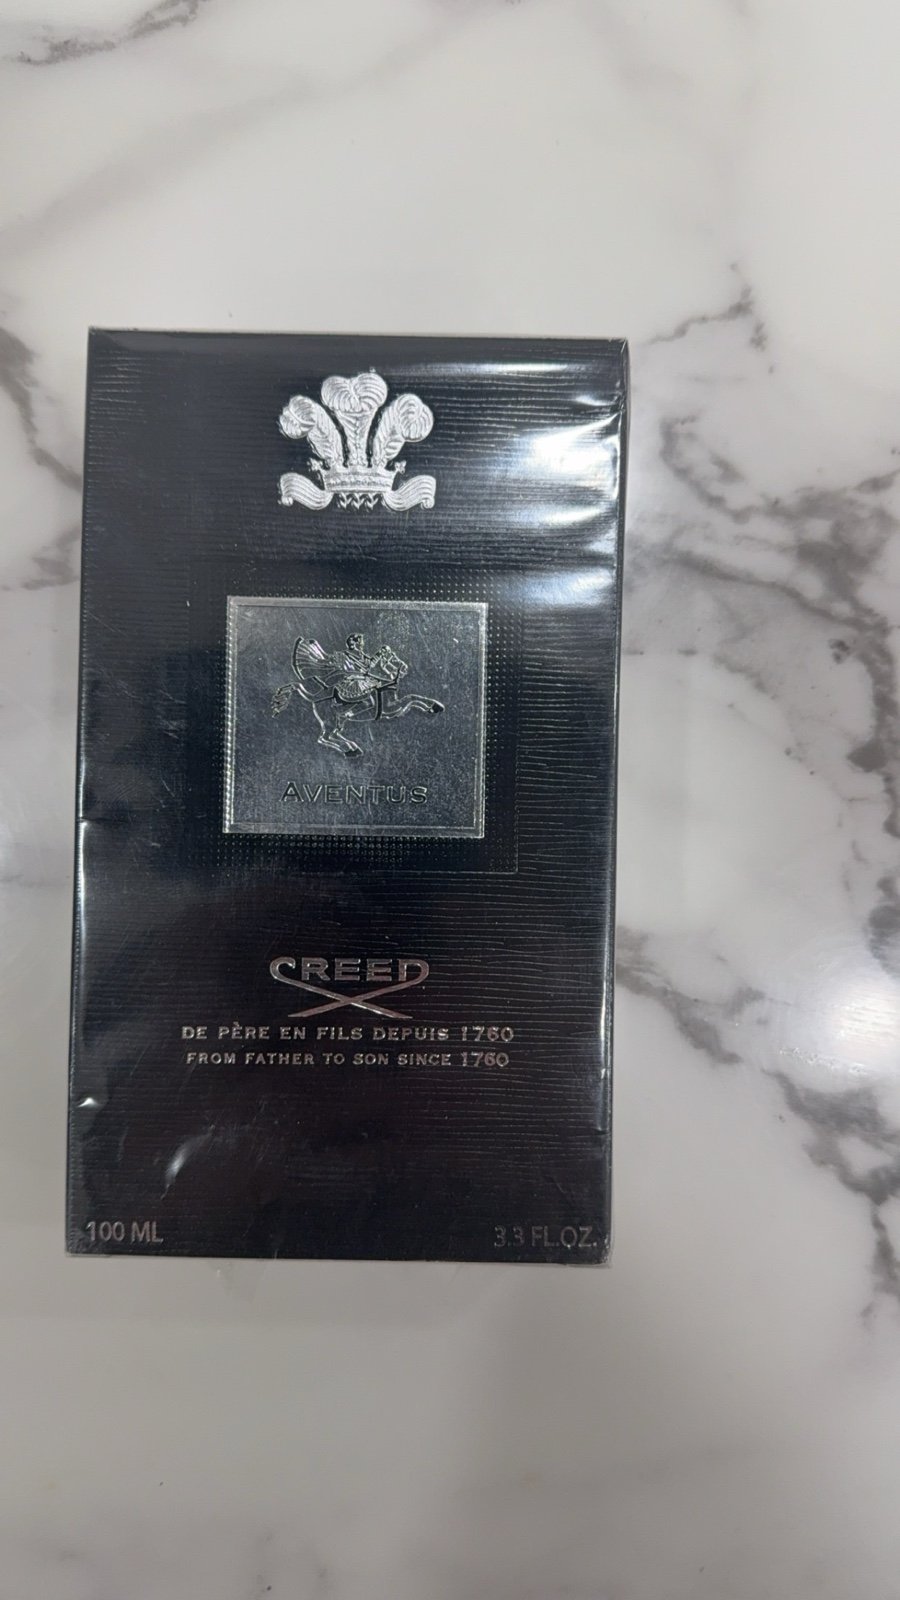 AVENTUS
CREED
DE PÈRE EN FILS DEPUIS 1760
FROM FATHER TO SON SINCE 1760
100 ML
3.3 FL.OZ.